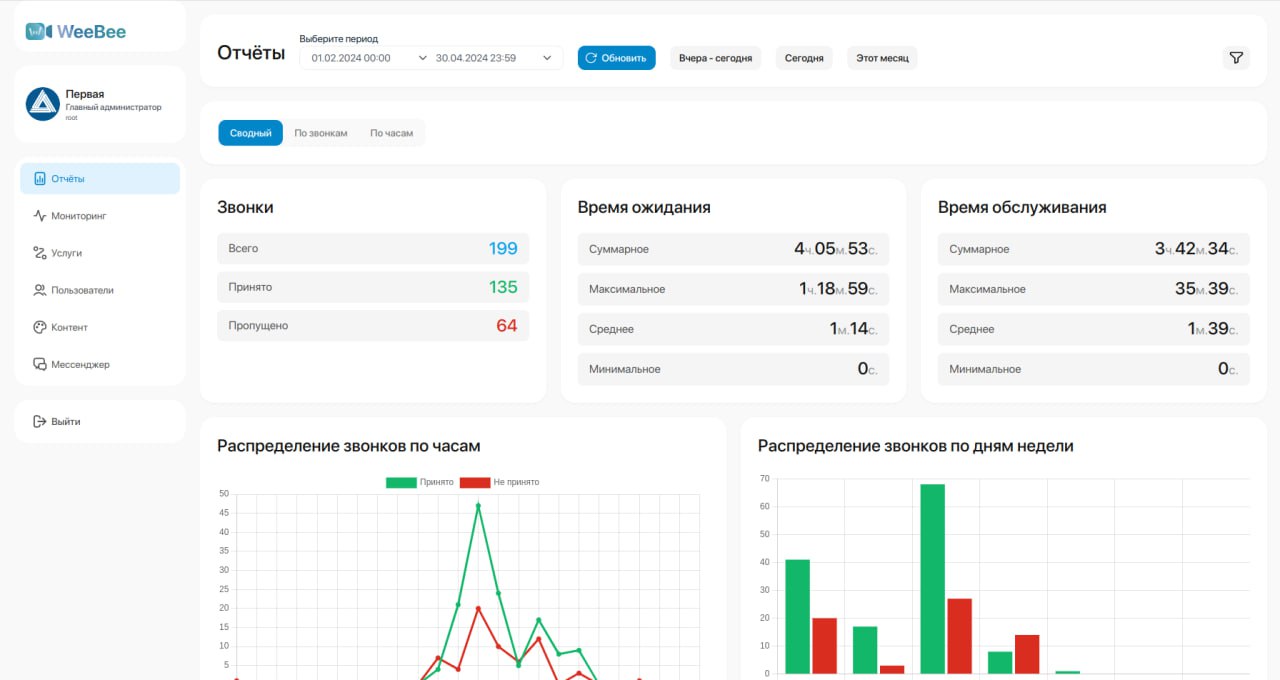 WeeBee
Первая
Главный администратор
root
Отчёты
Мониторинг
Услуги
Пользователи
Контент
Мессенджер
Выйти
Отчёты
Выберите период
01.02.2024 00:00 30.04.2024 23:59 Обновить Вчера - сегодня Сегодня Этот месяц
Сводный По звонкам По часам
Звонки
Всего 199
Принято 135
Пропущено 64
Время ожидания
Суммарное 4ч.05м.53с.
Максимальное 1ч.18м.59с.
Среднее 1м.14с.
Минимальное 0с.
Время обслуживания
Суммарное 3ч.42м.34с.
Максимальное 35м.39с.
Среднее 1м.39с.
Минимальное 0с.
Распределение звонков по часам
Принято Не принято
50
45
40
35
30
25
20
15
10
5
Распределение звонков по дням недели
70
60
50
40
30
20
10
0